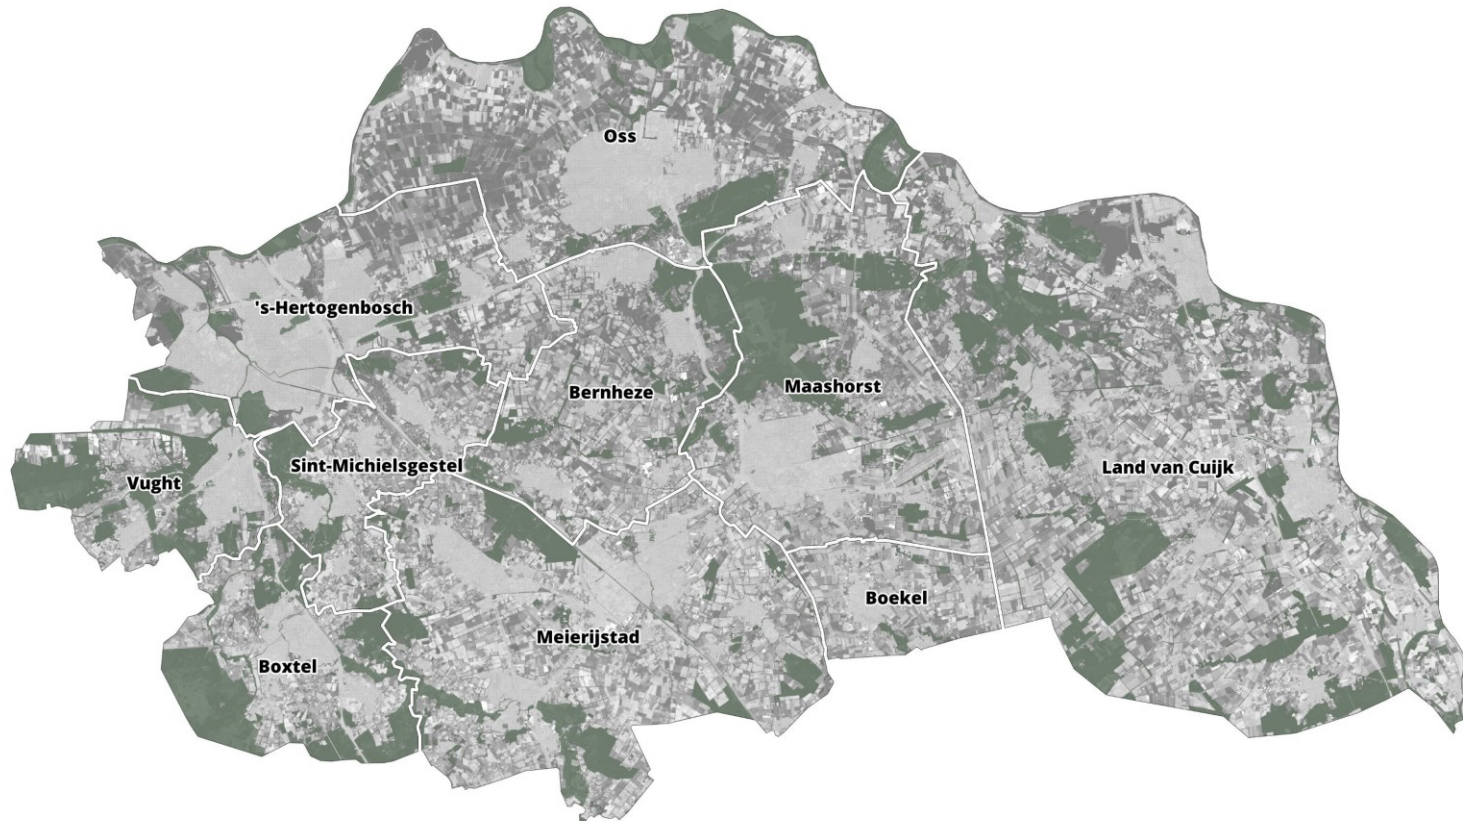 Oss
's-Hertogenbosch
Bernheze
Maashorst
Sint-Michielsgestel
Land van Cuijk
Vught
Boekel
Meierijstad
Boxtel